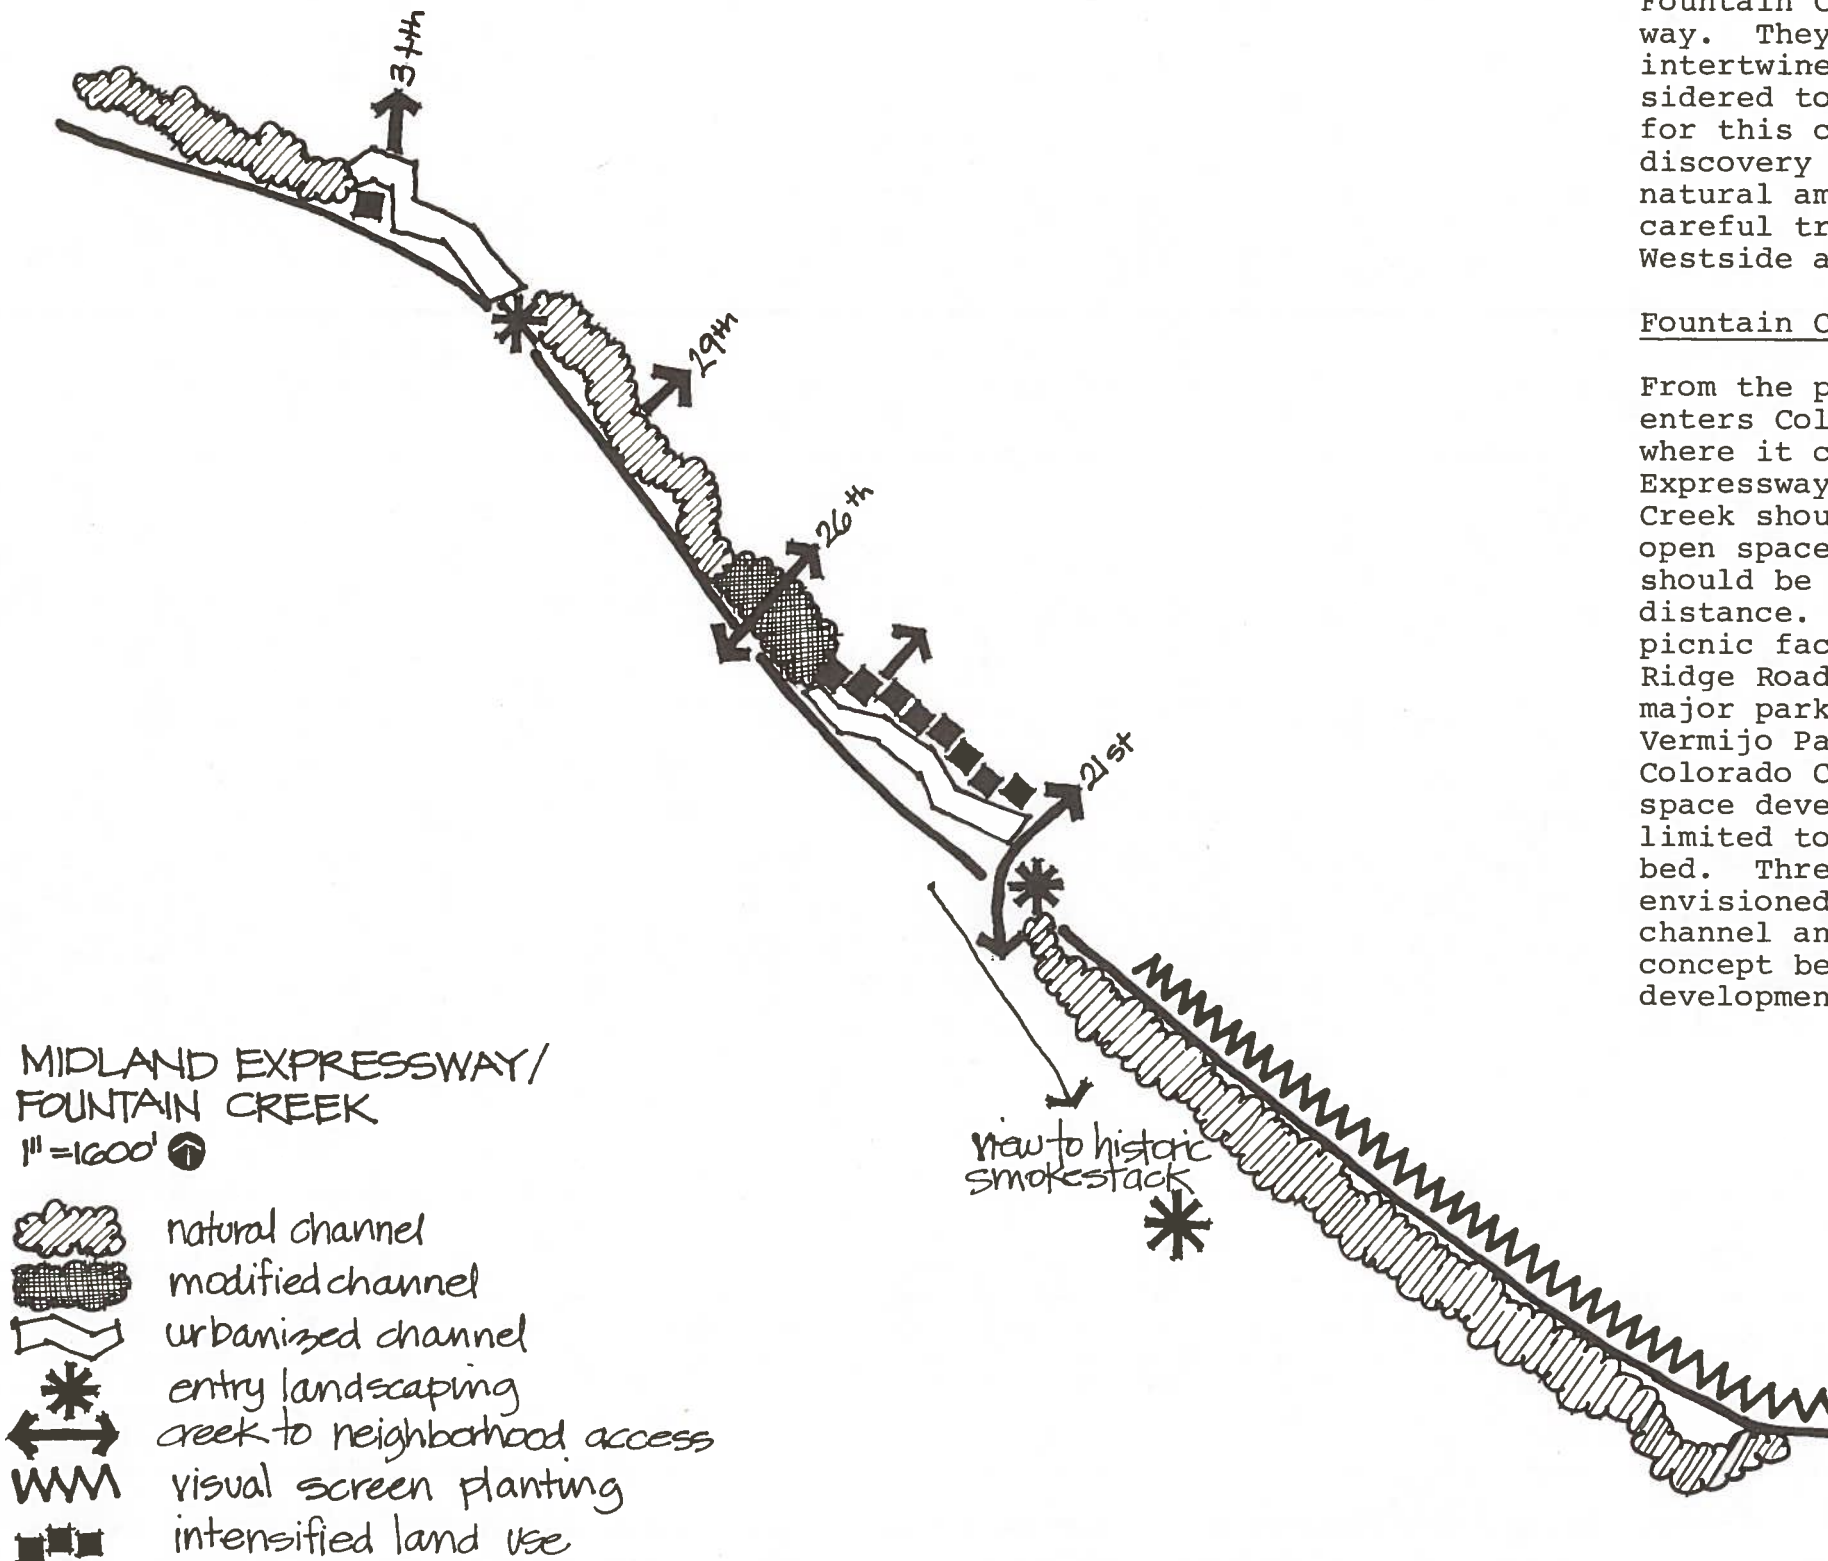 29th
26th
21st
view to historic
smokestack
MIDLAND EXPRESSWAY/
FOUNTAIN CREEK
1"=1600'
natural channel
modified channel
urbanized channel
entry landscaping
creek to neighborhood access
visual screen planting
intensified land use
Fountain C
way. They
intertwine
sidered to
for this c
discovery
natural am
careful tr
Westside a
Fountain C
From the p
enters Col
where it c
Expressway
Creek shou
open space
should be
distance.
picnic fac
Ridge Road
major park
Vermijo Pa
Colorado C
space deve
limited to
bed. Thre
envisioned
channel an
concept be
developmen